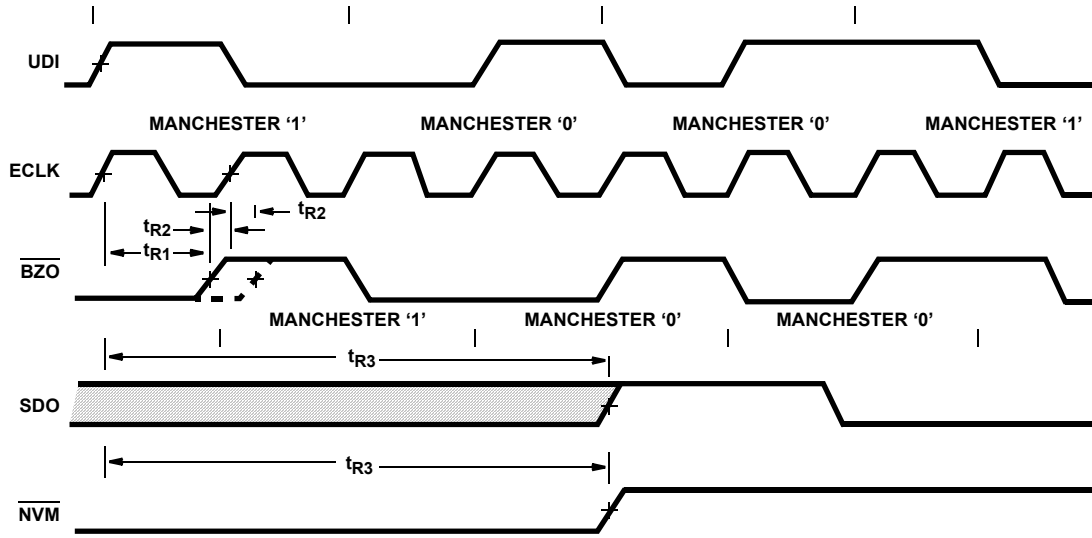 UDI
MANCHESTER ‘1’ MANCHESTER ‘0’ MANCHESTER ‘0’ MANCHESTER ‘1’
ECLK
tR2
tR2
tR1
BZO
MANCHESTER ‘1’ MANCHESTER ‘0’ MANCHESTER ‘0’
tR3
SDO
tR3
NVM